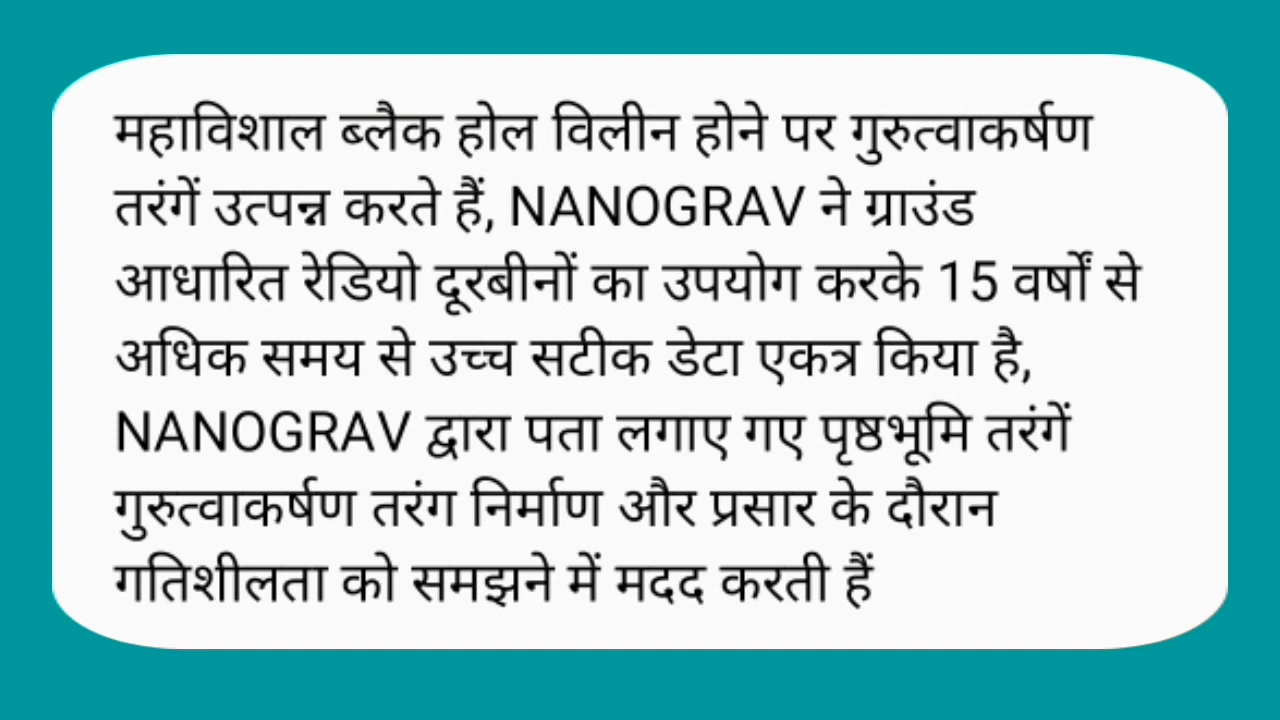 महाविशाल ब्लैक होल विलीन होने पर गुरुत्वाकर्षण
तरंगें उत्पन्न करते हैं, NANOGRAV ने ग्राउंड
आधारित रेडियो दूरबीनों का उपयोग करके 15 वर्षों से
अधिक समय से उच्च सटीक डेटा एकत्र किया है,
NANOGRAV द्वारा पता लगाए गए पृष्ठभूमि तरंगें
गुरुत्वाकर्षण तरंग निर्माण और प्रसार के दौरान
गतिशीलता को समझने में मदद करती हैं